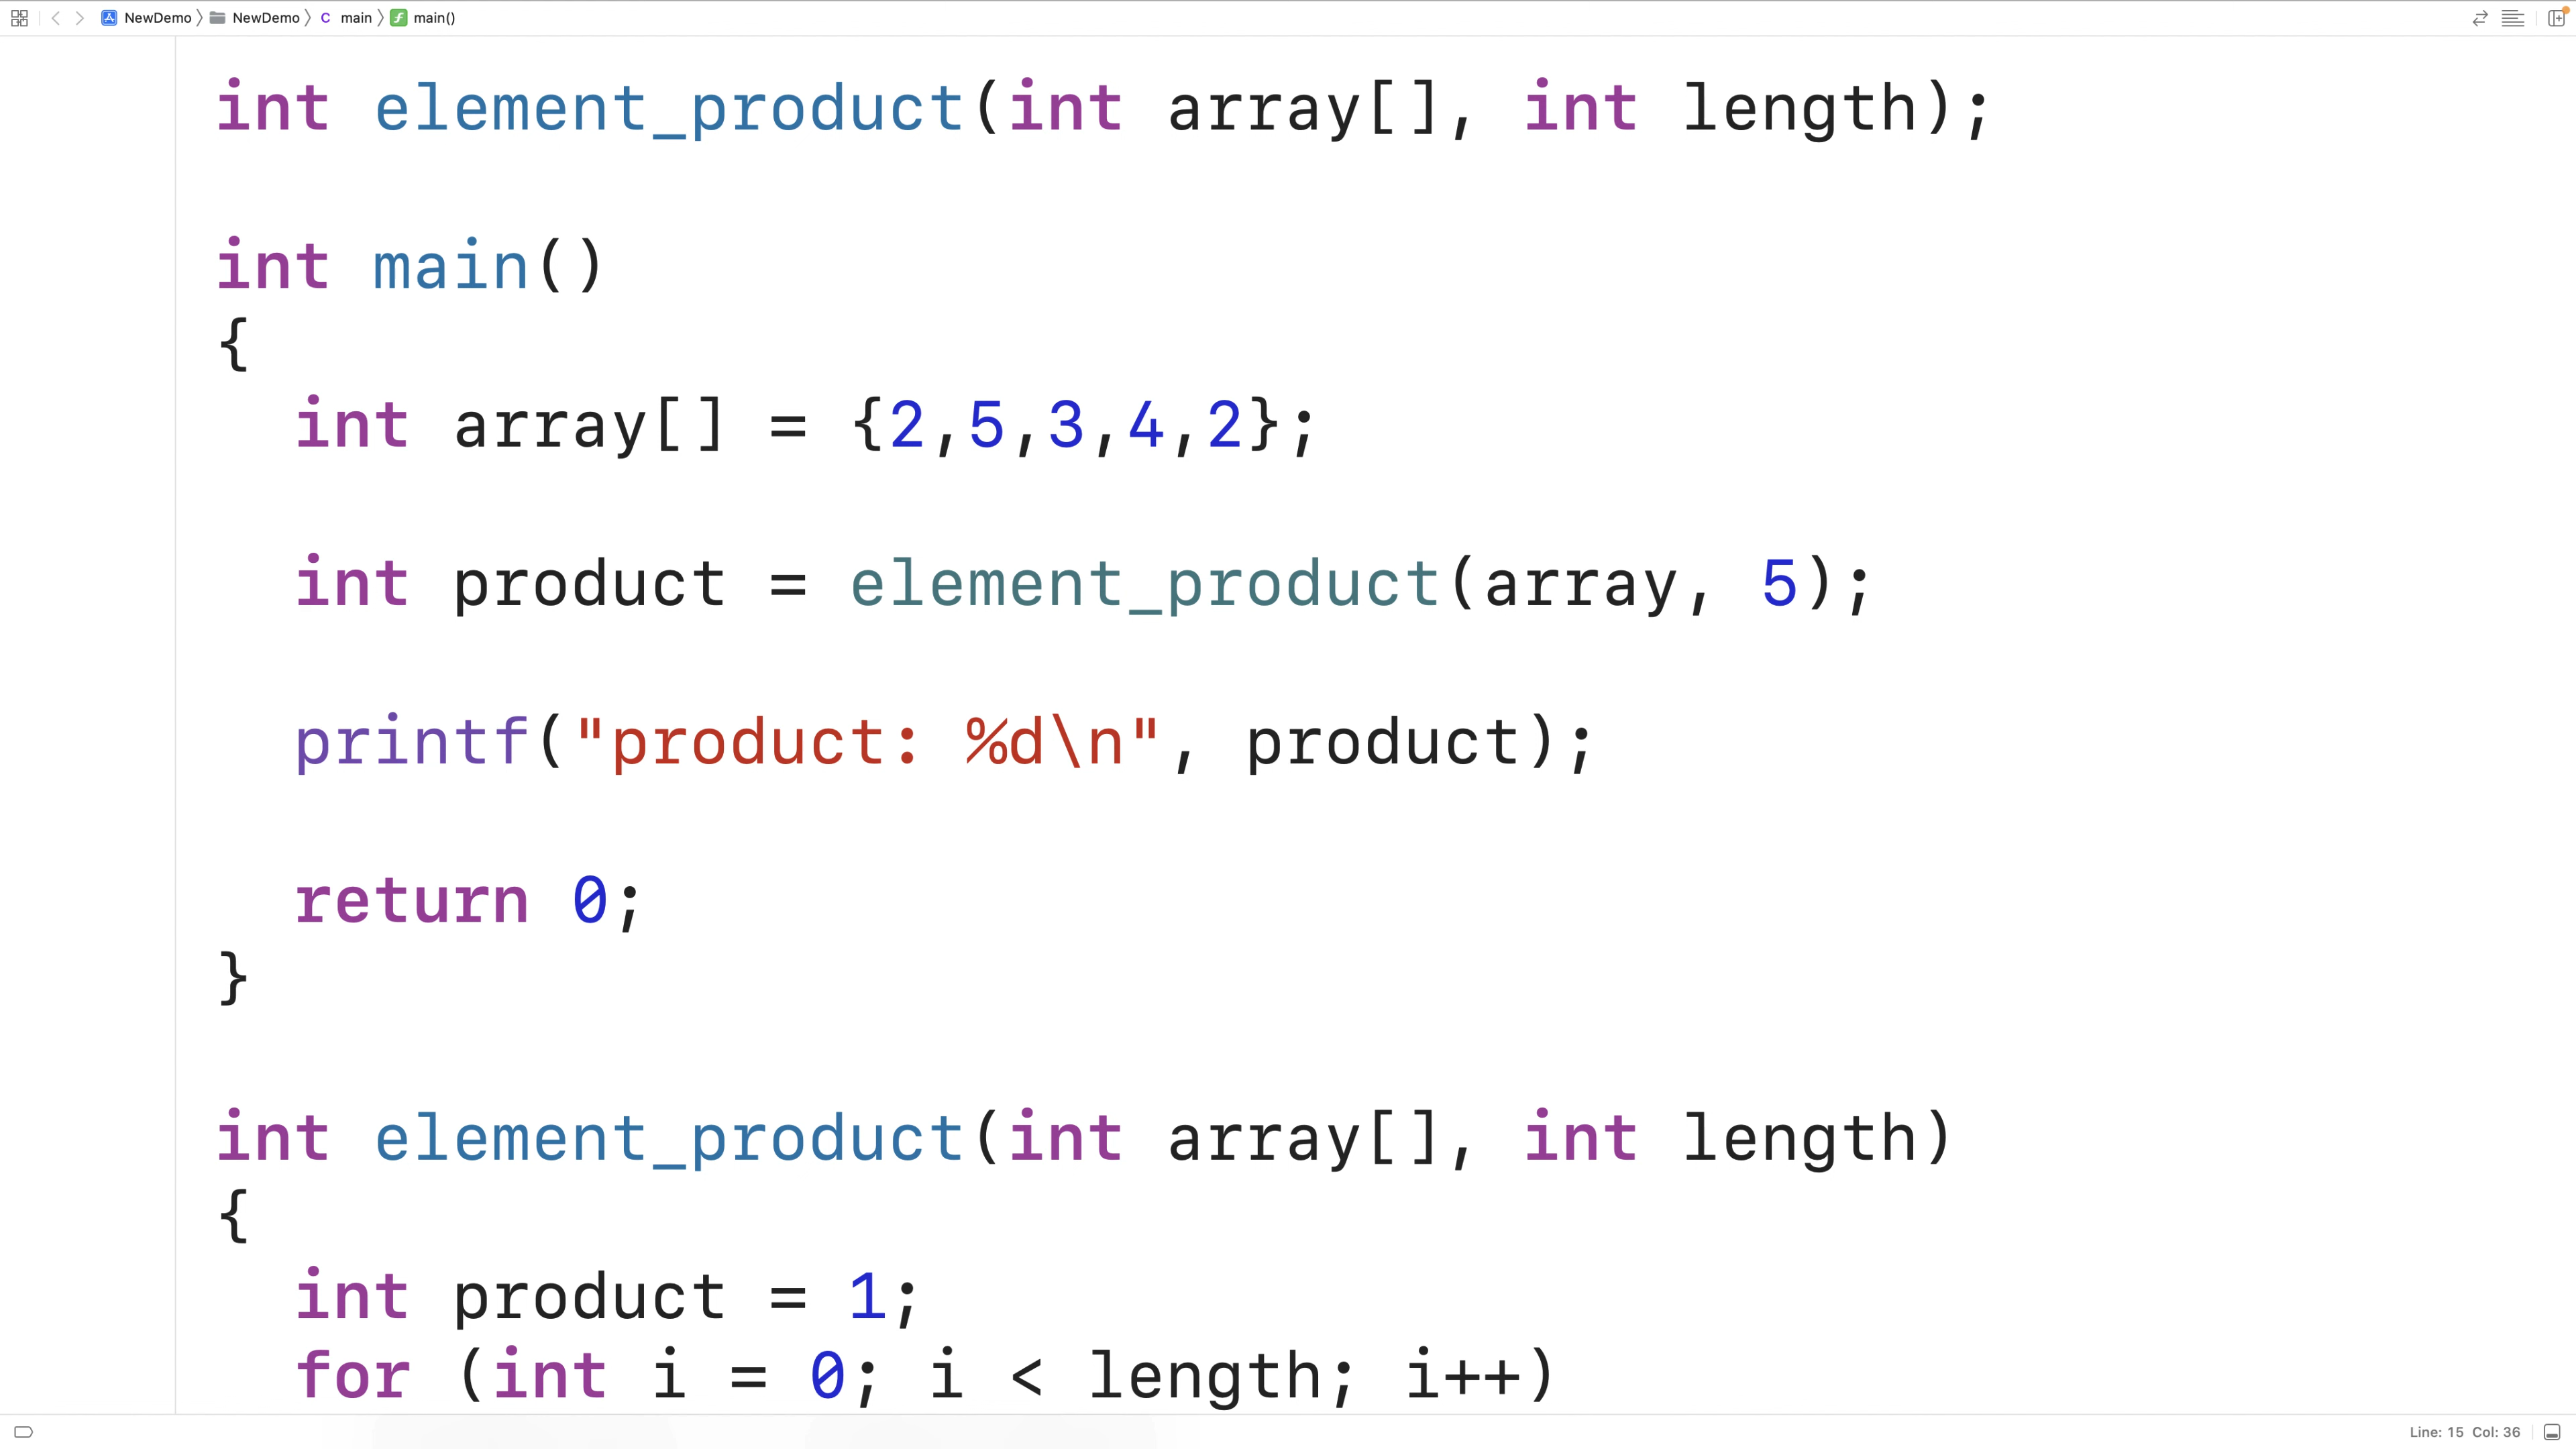 NewDemo NewDemo C main f main()
int element_product(int array[], int length);
int main()
{
int array[] = {2,5,3,4,2};
int product = element_product(array, 5);
printf("product: %d\n", product);
return 0;
}
int element_product(int array[], int length)
{
int product = 1;
for (int i = 0; i < length; i++)
Line: 15 Col: 36